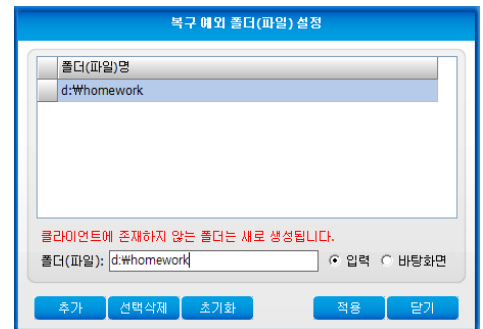 복구 예외 폴더(파일) 설정
폴더(파일)명
d:₩homework
클라이언트에 존재하지 않는 폴더는 새로 생성됩니다.
폴더(파일): d:₩homework 입력 바탕화면
추가 선택삭제 초기화 적용 닫기